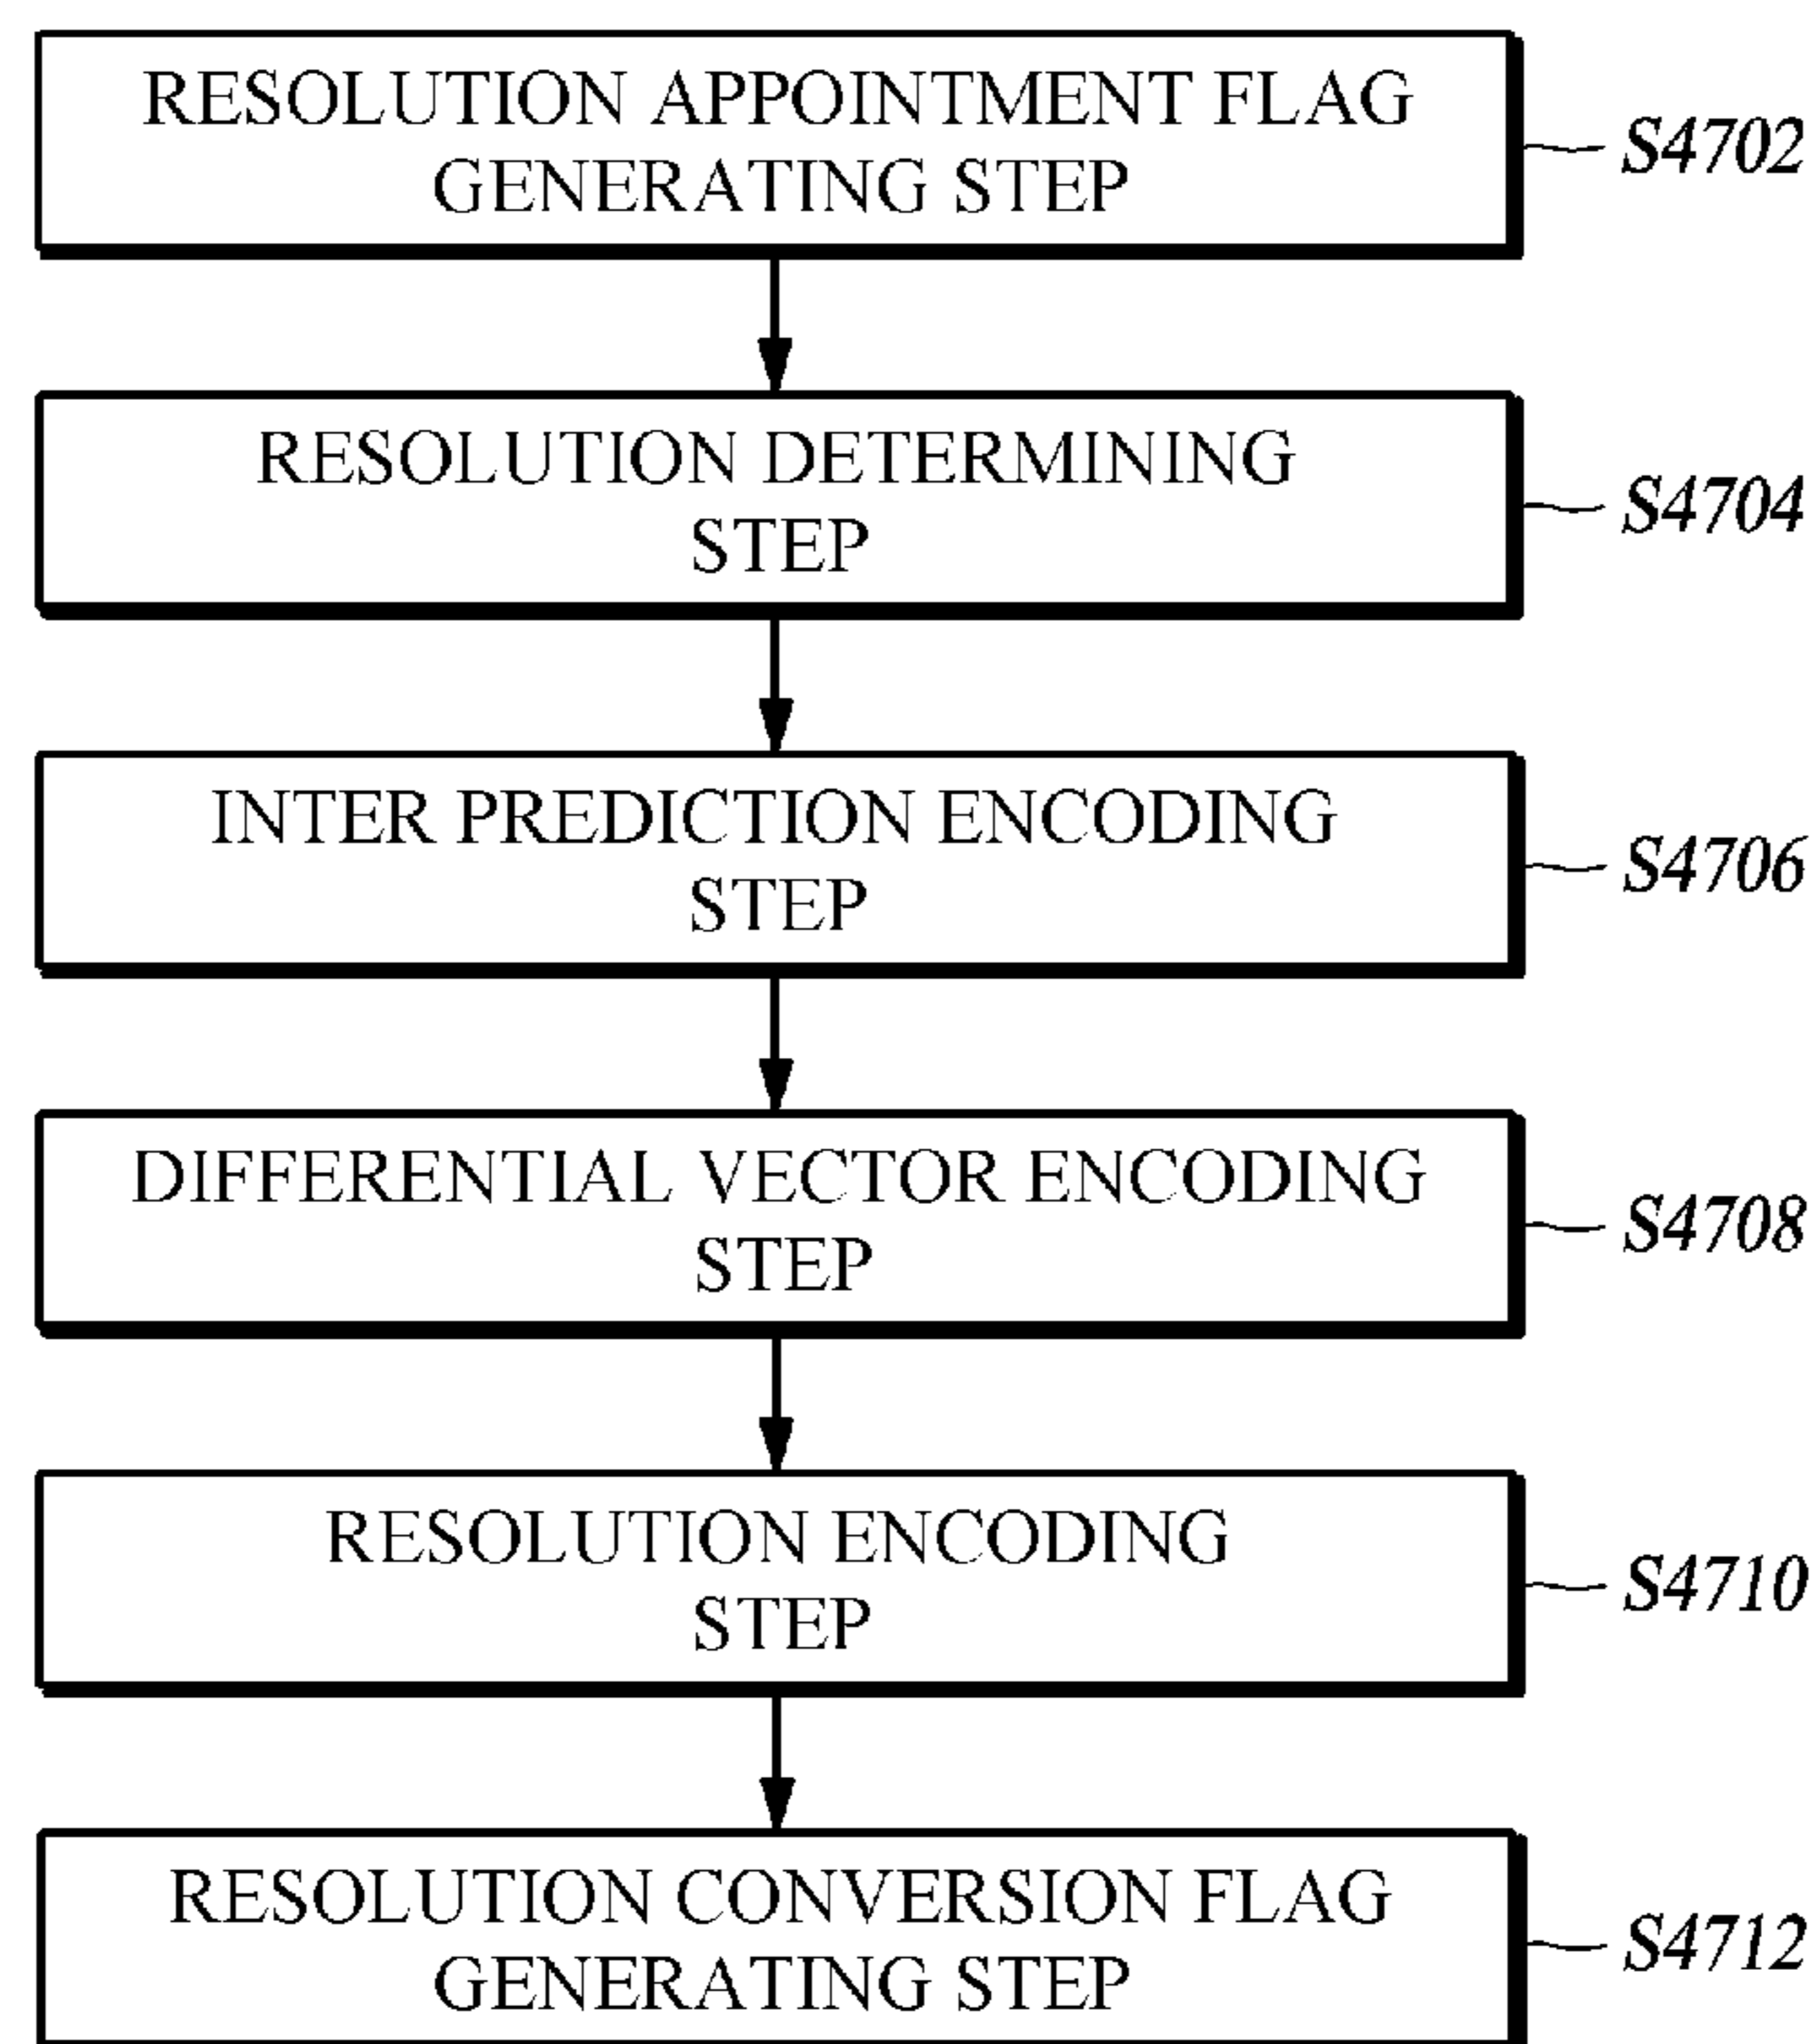 RESOLUTION APPOINTMENT FLAG
GENERATING STEP
S4702
RESOLUTION DETERMINING
STEP
S4704
INTER PREDICTION ENCODING
STEP
S4706
DIFFERENTIAL VECTOR ENCODING
STEP
S4708
RESOLUTION ENCODING
STEP
S4710
RESOLUTION CONVERSION FLAG
GENERATING STEP
S4712